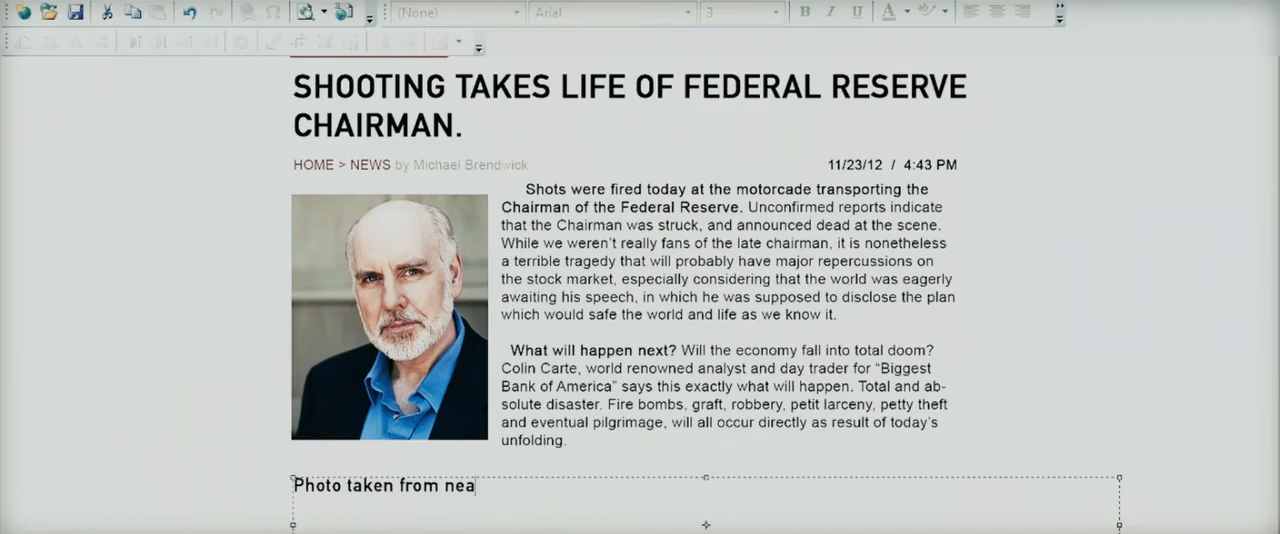 (None) Arial 3 B I U A ab
SHOOTING TAKES LIFE OF FEDERAL RESERVE
CHAIRMAN.
HOME > NEWS by Michael Brendwick 11/23/12 / 4:43 PM
Shots were fired today at the motorcade transporting the
Chairman of the Federal Reserve. Unconfirmed reports indicate
that the Chairman was struck, and announced dead at the scene.
While we weren't really fans of the late chairman, it is nonetheless
a terrible tragedy that will probably have major repercussions on
the stock market, especially considering that the world was eagerly
awaiting his speech, in which he was supposed to disclose the plan
which would safe the world and life as we know it.
What will happen next? Will the economy fall into total doom?
Colin Carte, world renowned analyst and day trader for “Biggest
Bank of America” says this exactly what will happen. Total and ab-
solute disaster. Fire bombs, graft, robbery, petit larceny, petty theft
and eventual pilgrimage, will all occur directly as result of today's
unfolding.
Photo taken from nea